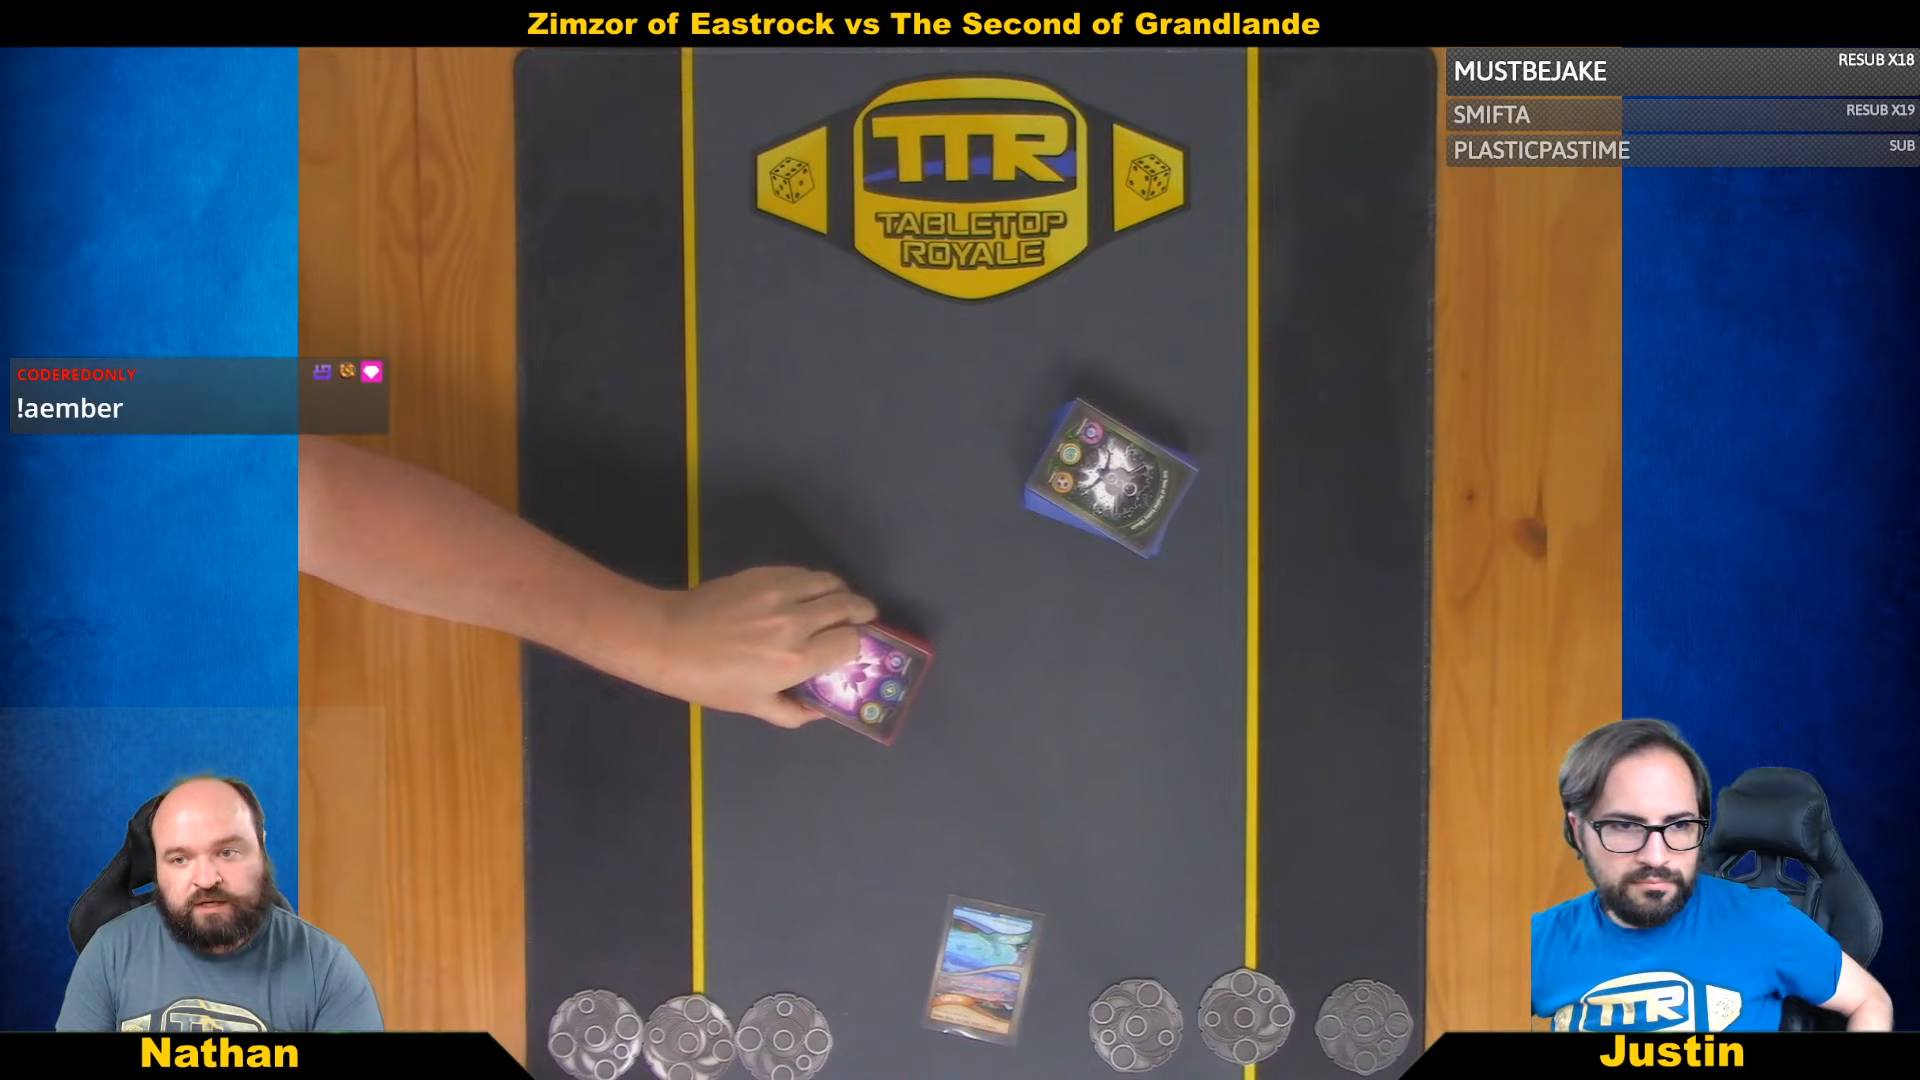 Zimzor of Eastrock vs The Second of Grandlande
MUSTBEJAKE
RESUB X18
SMIFTA
RESUB X19
PLASTICPASTIME
SUB
TTR
TABLETOP
ROYALE
CODEREDONLY
!aember
TTR
TTR
Nathan
Justin